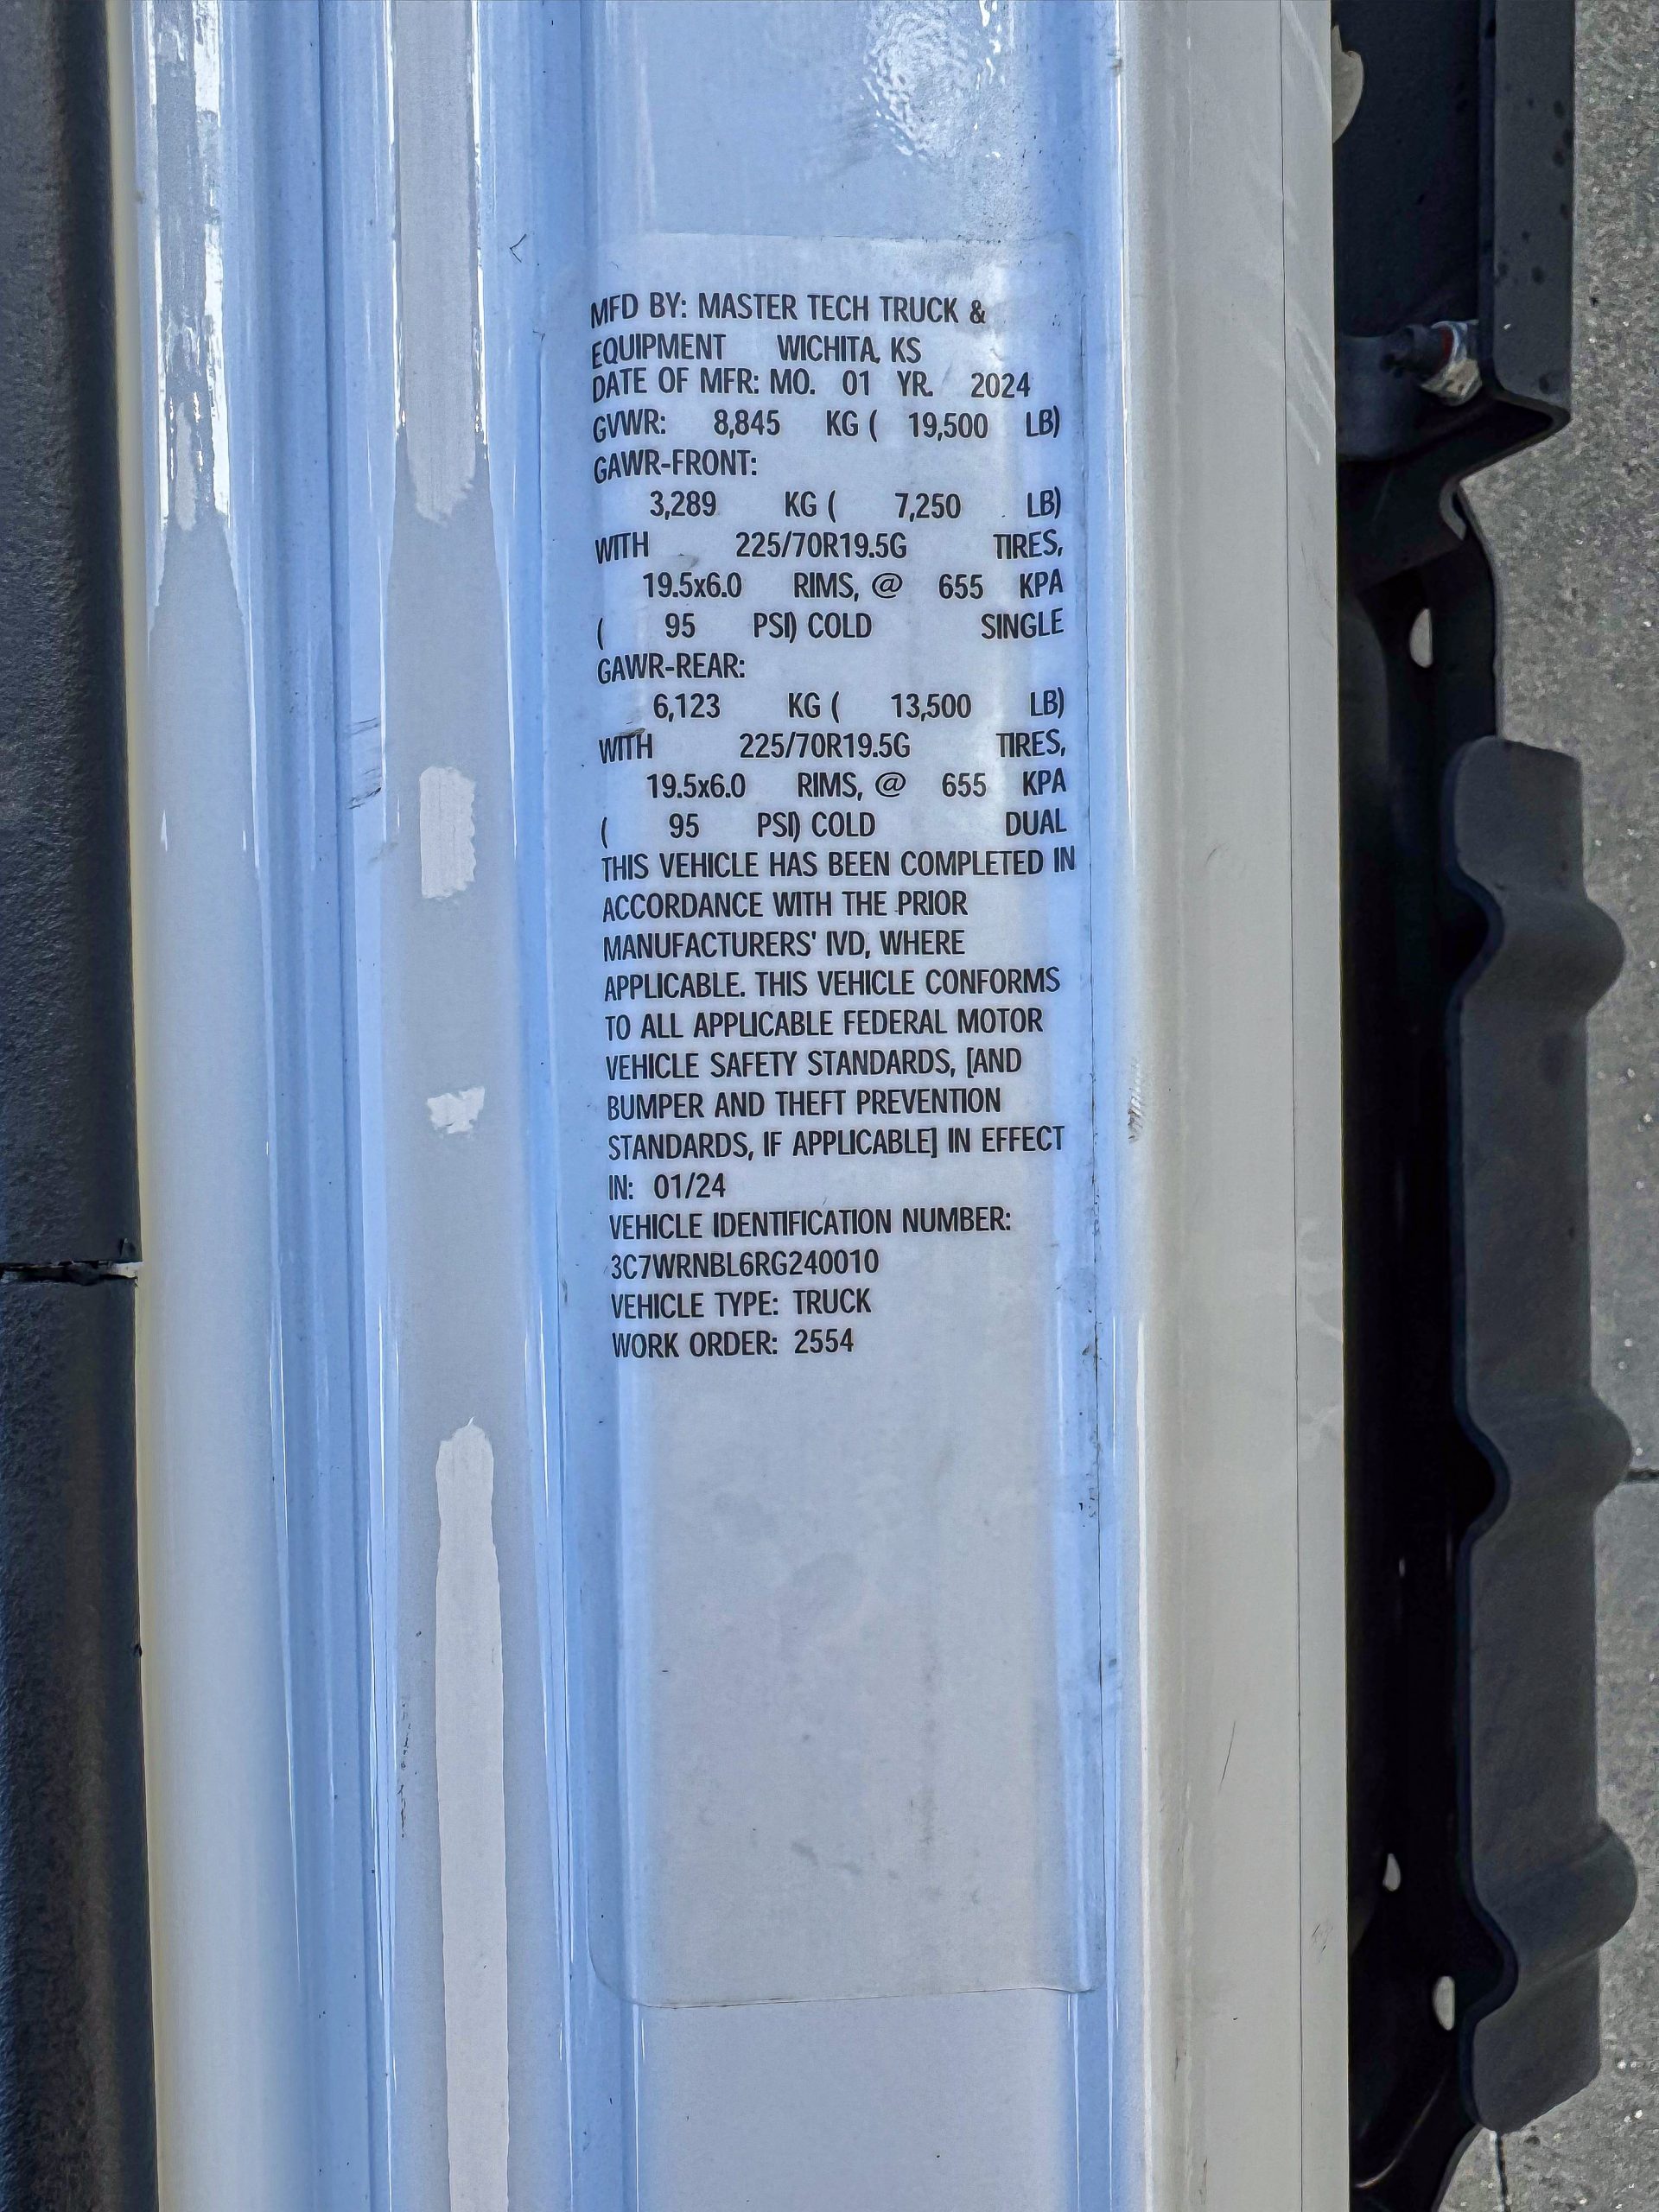 MFD BY: MASTER TECH TRUCK &
EQUIPMENT WICHITA, KS
DATE OF MFR: MO. 01 YR. 2024
GVWR: 8,845 KG ( 19,500 LB)
GAWR-FRONT:
3,289 KG ( 7,250 LB)
WITH 225/70R19.5G TIRES,
19.5x6.0 RIMS, @ 655 KPA
( 95 PSI) COLD SINGLE
GAWR-REAR:
6,123 KG ( 13,500 LB)
WITH 225/70R19.5G TIRES,
19.5x6.0 RIMS, @ 655 KPA
( 95 PSI) COLD DUAL
THIS VEHICLE HAS BEEN COMPLETED IN
ACCORDANCE WITH THE PRIOR
MANUFACTURERS' IVD, WHERE
APPLICABLE. THIS VEHICLE CONFORMS
TO ALL APPLICABLE FEDERAL MOTOR
VEHICLE SAFETY STANDARDS, [AND
BUMPER AND THEFT PREVENTION
STANDARDS, IF APPLICABLE] IN EFFECT
IN: 01/24
VEHICLE IDENTIFICATION NUMBER:
3C7WRNBL6RG240010
VEHICLE TYPE: TRUCK
WORK ORDER: 2554